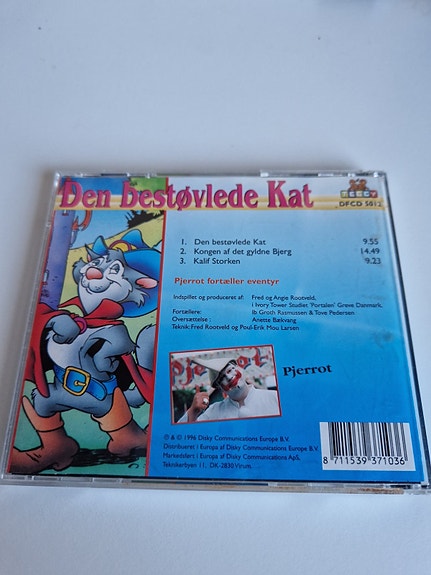 Den bestøvlede Kat
TEDDY
DFCD 5012
1. Den bestøvlede Kat 9.55
2. Kongen af det gyldne Bjerg 14.49
3. Kalif Storken 9.23
Pjerrot fortæller eventyr
Indspillet og produceret af: Fred og Angie Rootveld,
i Ivory Tower Studiet 'Portalen' Greve Danmark.
Fortællere: Ib Groth Rasmussen & Tove Pedersen
Oversættelse : Anette Bækvang
Teknik: Fred Rootveld og Poul-Erik Mou Larsen
Pjerrot
Pjerrot
℗ & © 1996 Disky Communications Europe B.V.
Distribueret i Europa af Disky Communications Europe B.V.
Markedsført i Europa af Disky Communications ApS,
Teknikerbyen 11, DK-2830 Virum.
8 711539 371036